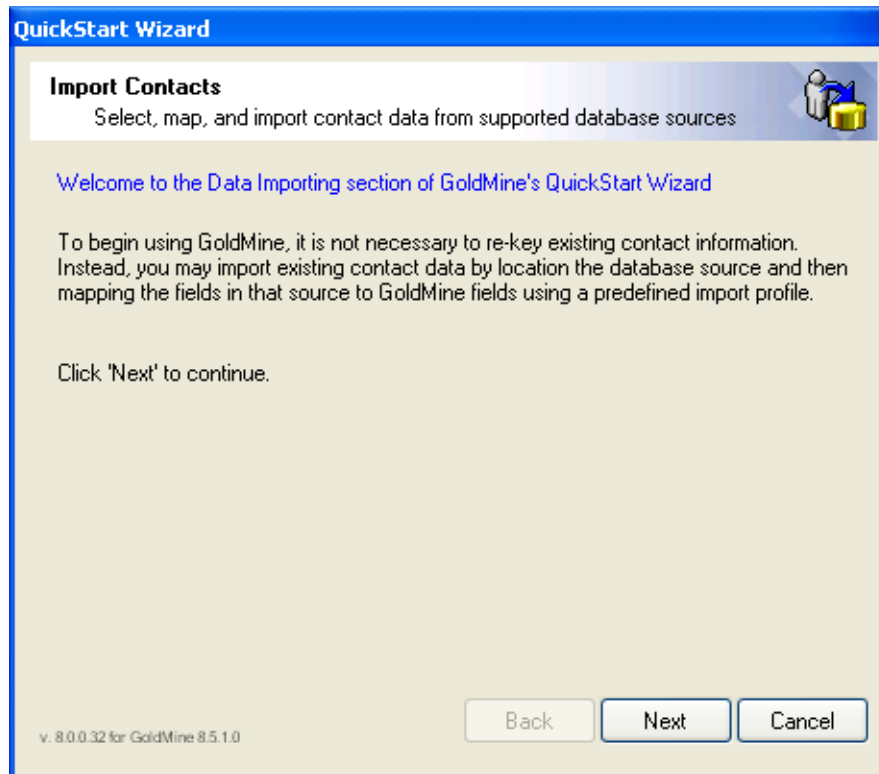 QuickStart Wizard
Import Contacts
Select, map, and import contact data from supported database sources
Welcome to the Data Importing section of GoldMine's QuickStart Wizard
To begin using GoldMine, it is not necessary to re-key existing contact information.
Instead, you may import existing contact data by location the database source and then
mapping the fields in that source to GoldMine fields using a predefined import profile.
Click 'Next' to continue.
v. 8.0.0.32 for GoldMine 8.5.1.0
Back
Next
Cancel